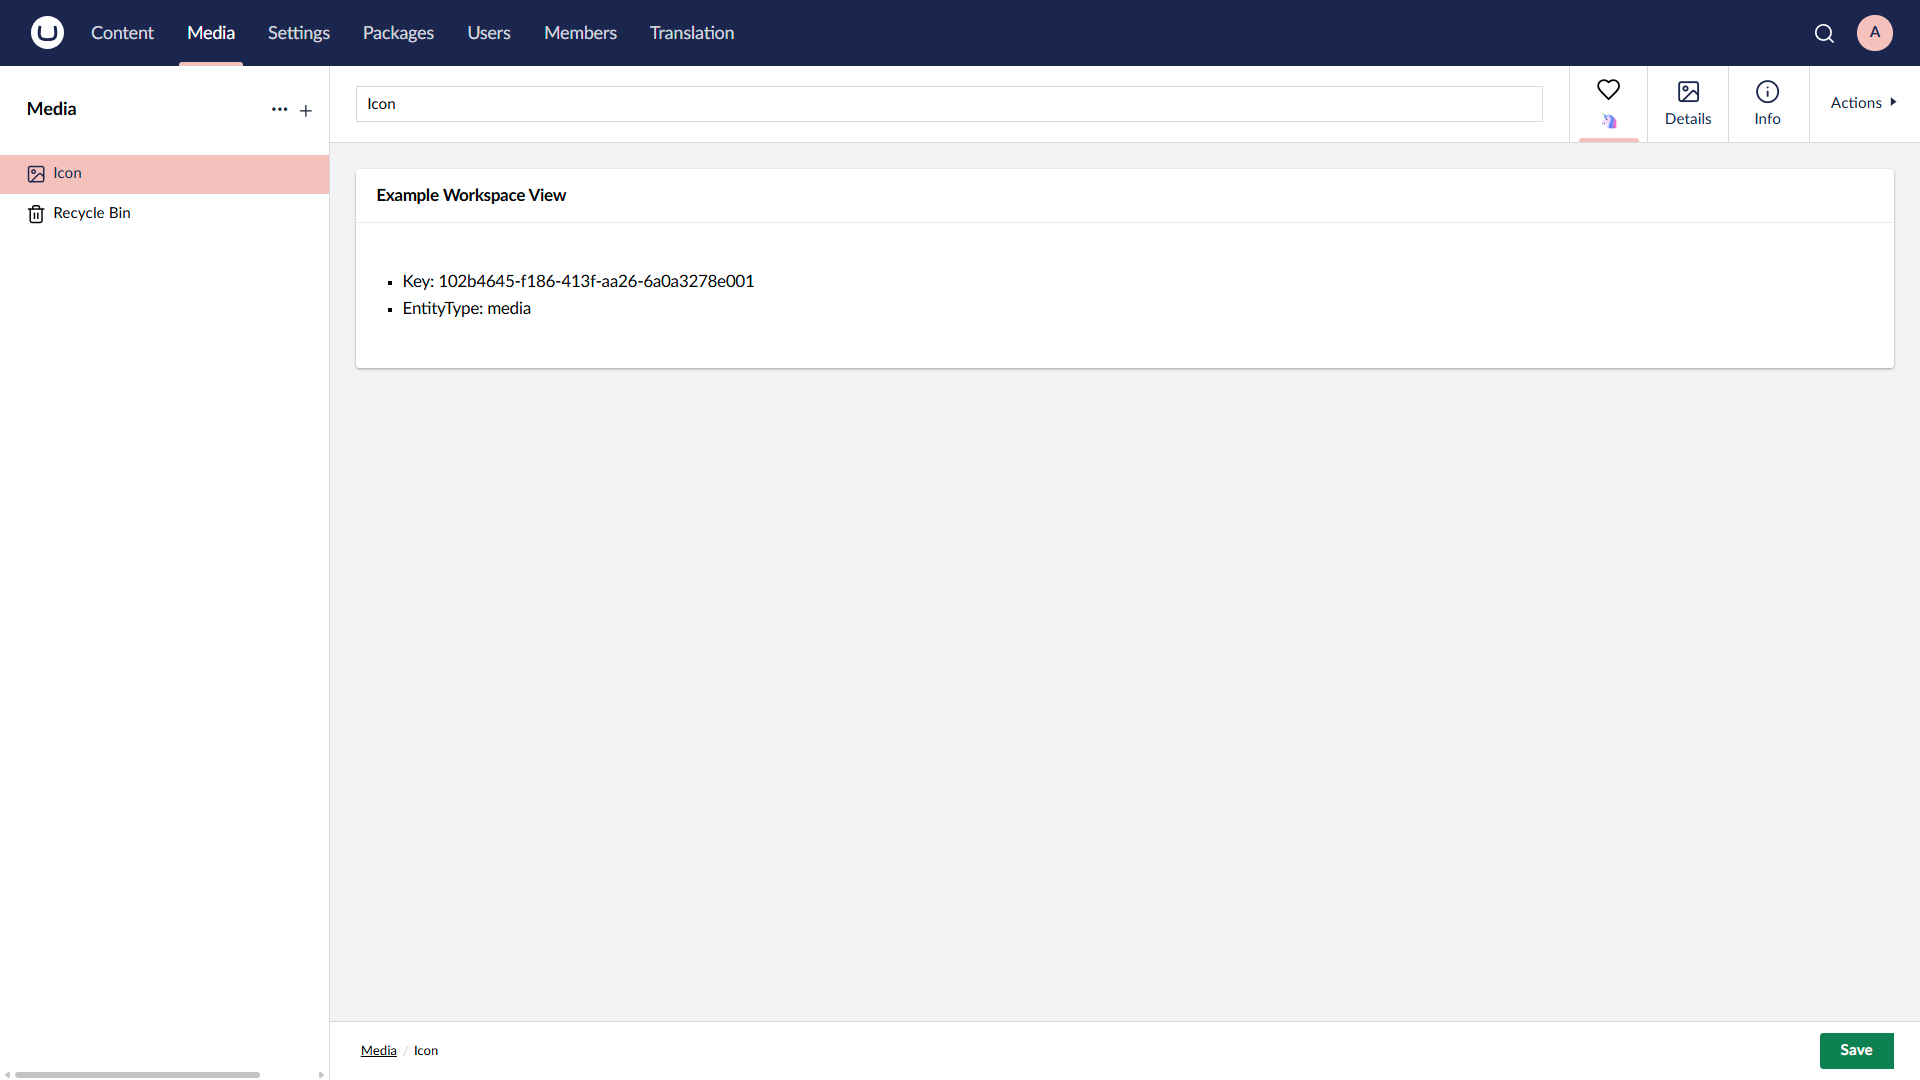 Content Media Settings Packages Users Members Translation A
Media
Icon
Recycle Bin
Icon
🦄
Details
Info
Actions
Example Workspace View
Key: 102b4645-f186-413f-aa26-6a0a3278e001
EntityType: media
Media / Icon
Save